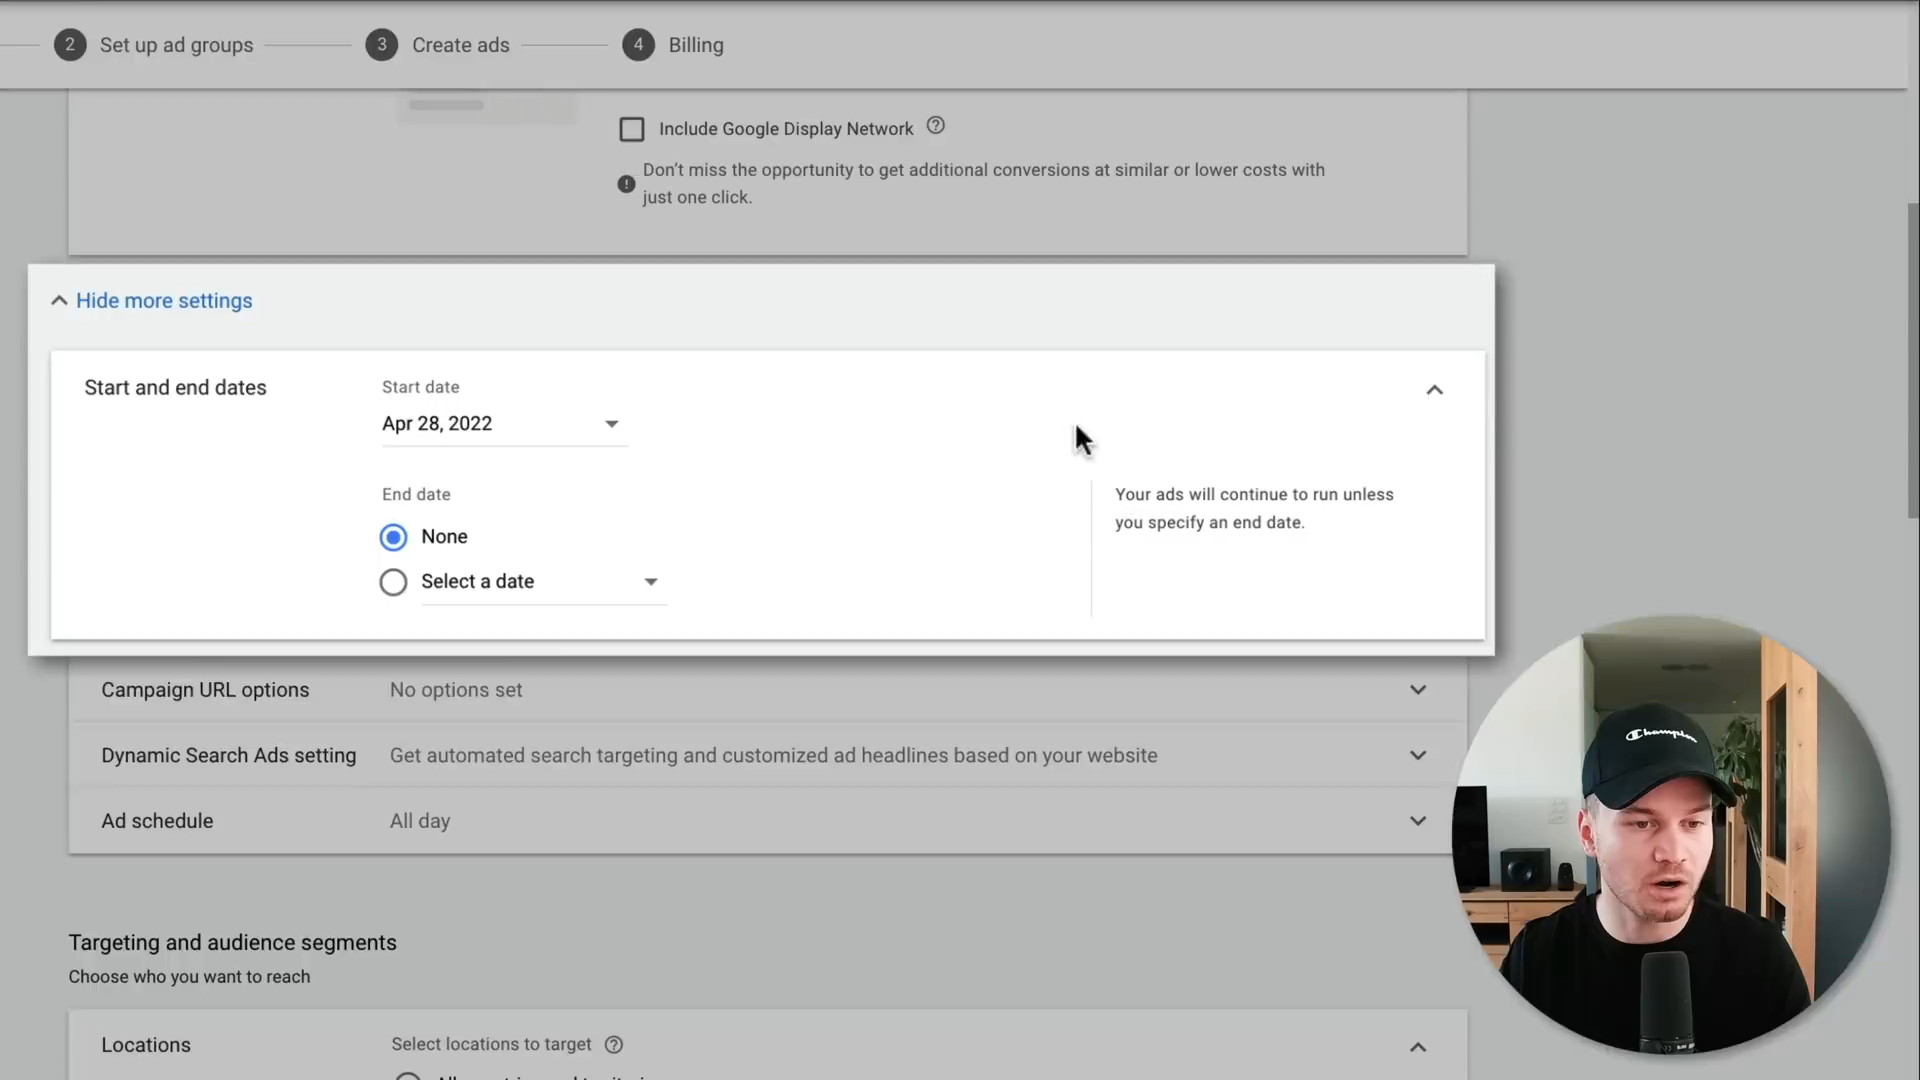 2 Set up ad groups 3 Create ads 4 Billing
Include Google Display Network ?
! Don't miss the opportunity to get additional conversions at similar or lower costs with
just one click.
Hide more settings
Start and end dates
Start date
Apr 28, 2022
End date
None
Select a date
Your ads will continue to run unless
you specify an end date.
Campaign URL options No options set
Dynamic Search Ads setting Get automated search targeting and customized ad headlines based on your website
Ad schedule All day
Champion
Targeting and audience segments
Choose who you want to reach
Locations Select locations to target ?